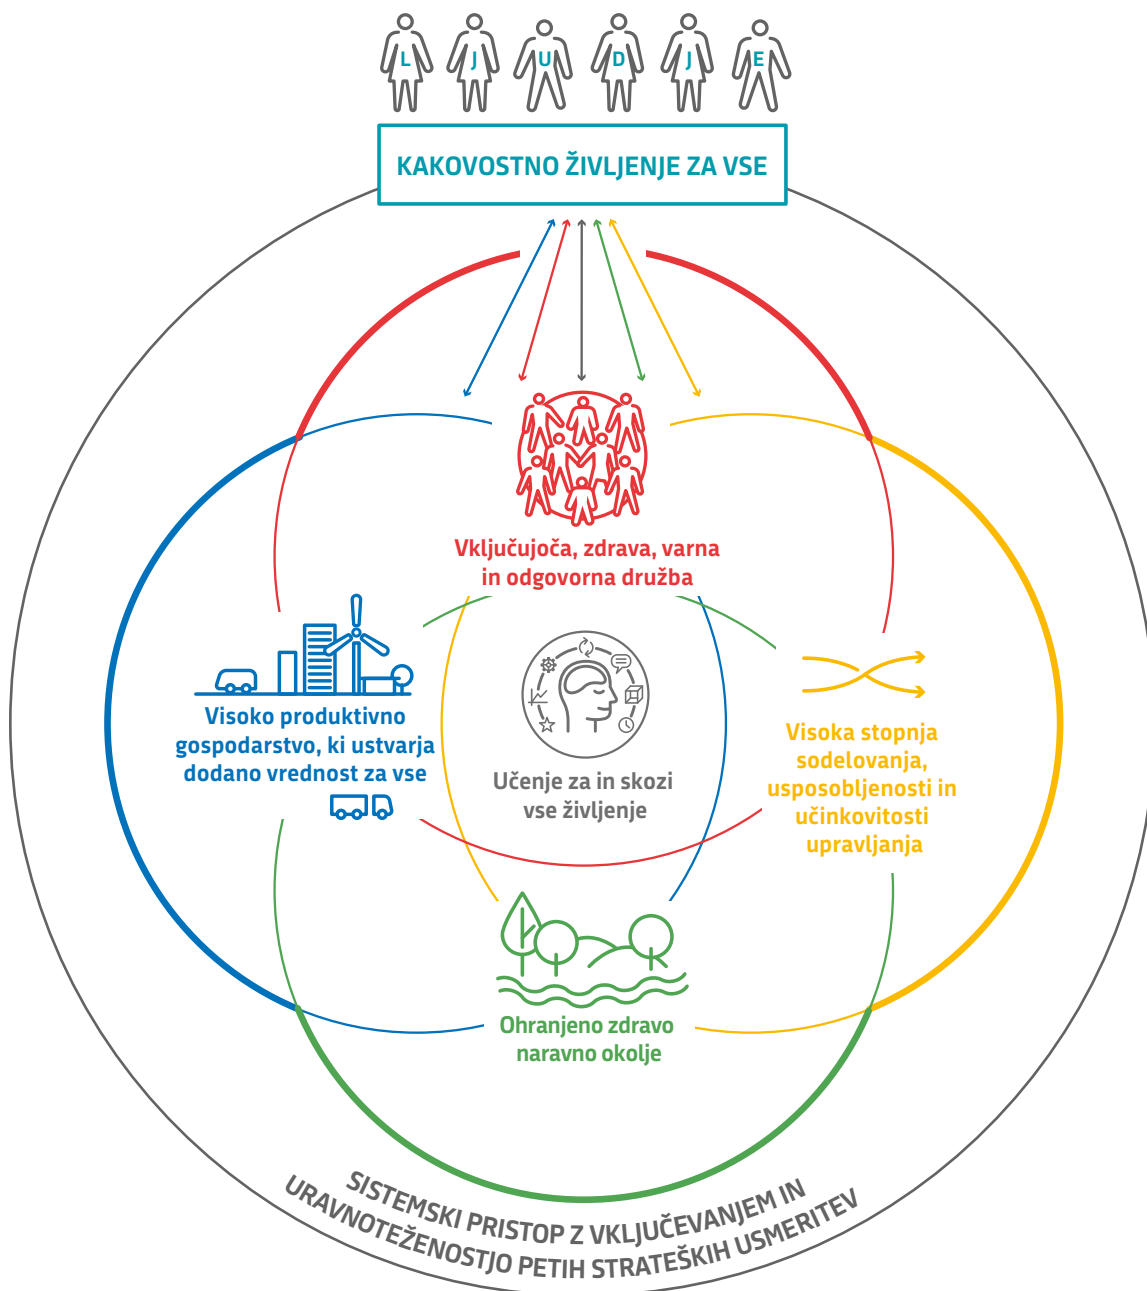 L J U D J E
KAKOVOSTNO ŽIVLJENJE ZA VSE
Vključujoča, zdrava, varna
in odgovorna družba
Visoko produktivno
gospodarstvo, ki ustvarja
dodano vrednost za vse
Učenje za in skozi
vse življenje
Visoka stopnja
sodelovanja,
usposobljenosti in
učinkovitosti
upravljanja
Ohranjeno zdravo
naravno okolje
SISTEMSKI PRISTOP Z VKLJUČEVANJEM IN
URAVNOTEŽENOSTJO PETIH STRATEŠKIH USMERITEV